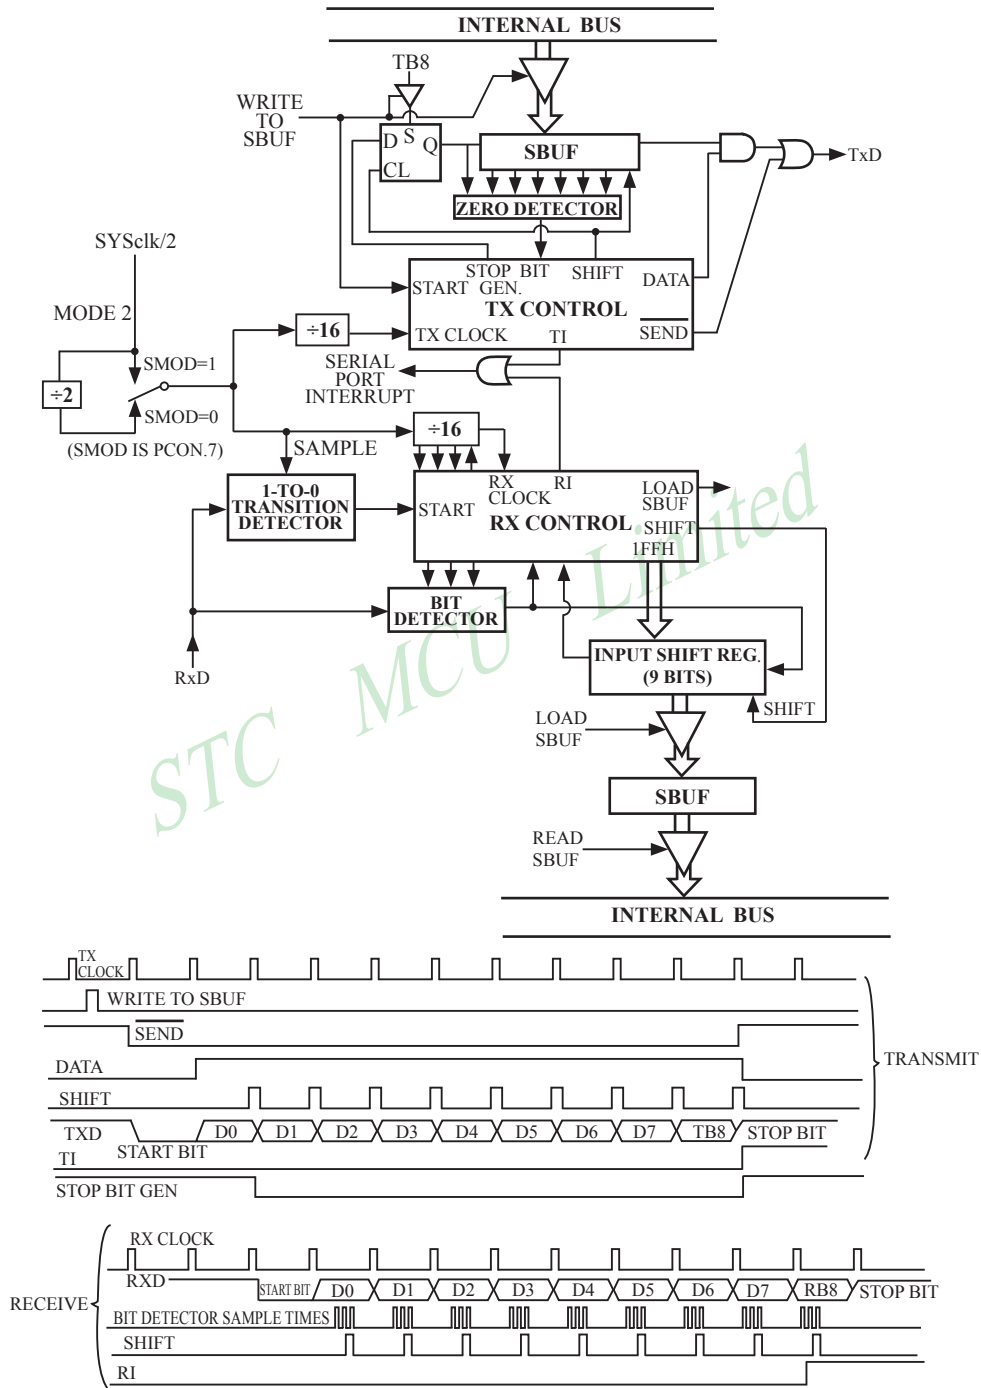 INTERNAL BUS
TB8
WRITE
TO
SBUF
D S Q
CL
SBUF
TxD
ZERO DETECTOR
SYSclk/2
STOP BIT SHIFT
GEN.
START
DATA
TX CONTROL
MODE 2
÷16
TX CLOCK
TI
SEND
SERIAL
PORT
INTERRUPT
SMOD=1
÷2
SMOD=0
(SMOD IS PCON.7)
÷16
SAMPLE
1-TO-0
TRANSITION
DETECTOR
RX
CLOCK
RI
LOAD
SBUF
START
RX CONTROL
SHIFT
1FFH
BIT
DETECTOR
RxD
INPUT SHIFT REG.
(9 BITS)
SHIFT
LOAD
SBUF
SBUF
READ
SBUF
INTERNAL BUS
STC MCU Limited
TX
CLOCK
WRITE TO SBUF
SEND
DATA
TRANSMIT
SHIFT
TXD
START BIT
D0 D1 D2 D3 D4 D5 D6 D7 TB8 STOP BIT
TI
STOP BIT GEN
RX CLOCK
RXD
START BIT D0 D1 D2 D3 D4 D5 D6 D7 RB8 STOP BIT
RECEIVE
BIT DETECTOR SAMPLE TIMES
SHIFT
RI